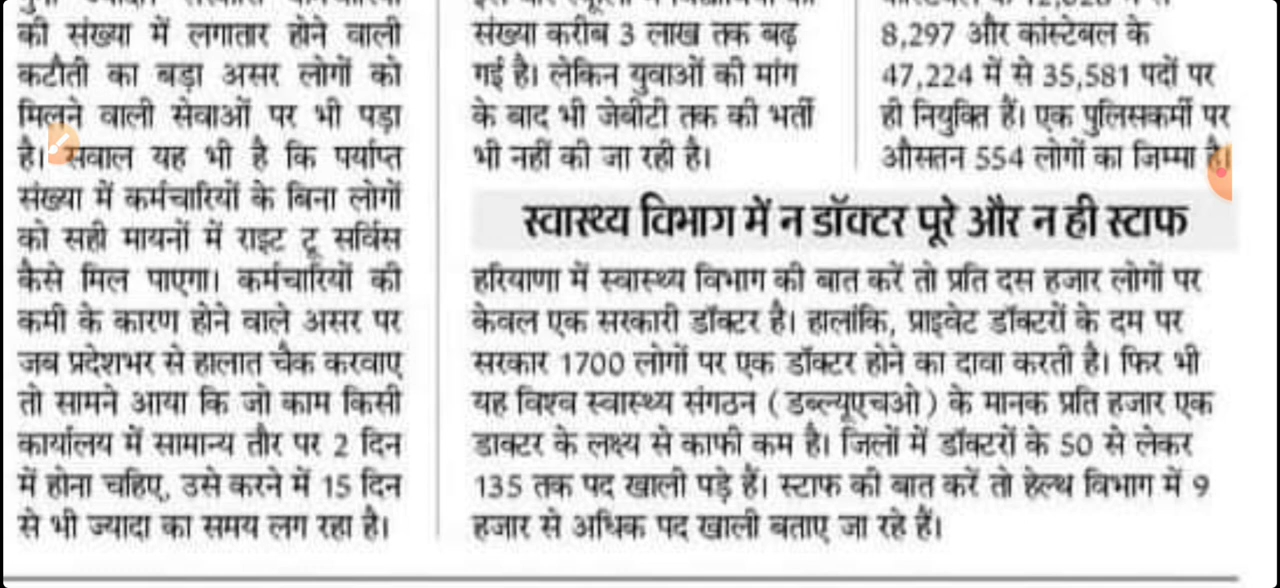 की संख्या में लगातार होने वाली
कटौती का बड़ा असर लोगों को
मिलने वाली सेवाओं पर भी पड़ा
है। सवाल यह भी है कि पर्याप्त
संख्या में कर्मचारियों के बिना लोगों
को सही मायनों में राइट टू सर्विस
कैसे मिल पाएगा। कर्मचारियों की
कमी के कारण होने वाले असर पर
जब प्रदेशभर से हालात चैक करवाए
तो सामने आया कि जो काम किसी
कार्यालय में सामान्य तौर पर 2 दिन
में होना चहिए, उसे करने में 15 दिन
से भी ज्यादा का समय लग रहा है।
संख्या करीब 3 लाख तक बढ़
गई है। लेकिन युवाओं की मांग
के बाद भी जेबीटी तक की भर्ती
भी नहीं की जा रही है।
8,297 और कांस्टेबल के
47,224 में से 35,581 पदों पर
ही नियुक्ति हैं। एक पुलिसकर्मी पर
औसतन 554 लोगों का जिम्मा है।
स्वास्थ्य विभाग में न डॉक्टर पूरे और न ही स्टाफ
हरियाणा में स्वास्थ्य विभाग की बात करें तो प्रति दस हजार लोगों पर
केवल एक सरकारी डॉक्टर है। हालांकि, प्राइवेट डॉक्टरों के दम पर
सरकार 1700 लोगों पर एक डॉक्टर होने का दावा करती है। फिर भी
यह विश्व स्वास्थ्य संगठन (डब्ल्यूएचओ) के मानक प्रति हजार एक
डाक्टर के लक्ष्य से काफी कम है। जिलों में डॉक्टरों के 50 से लेकर
135 तक पद खाली पड़े हैं। स्टाफ की बात करें तो हेल्थ विभाग में 9
हजार से अधिक पद खाली बताए जा रहे हैं।